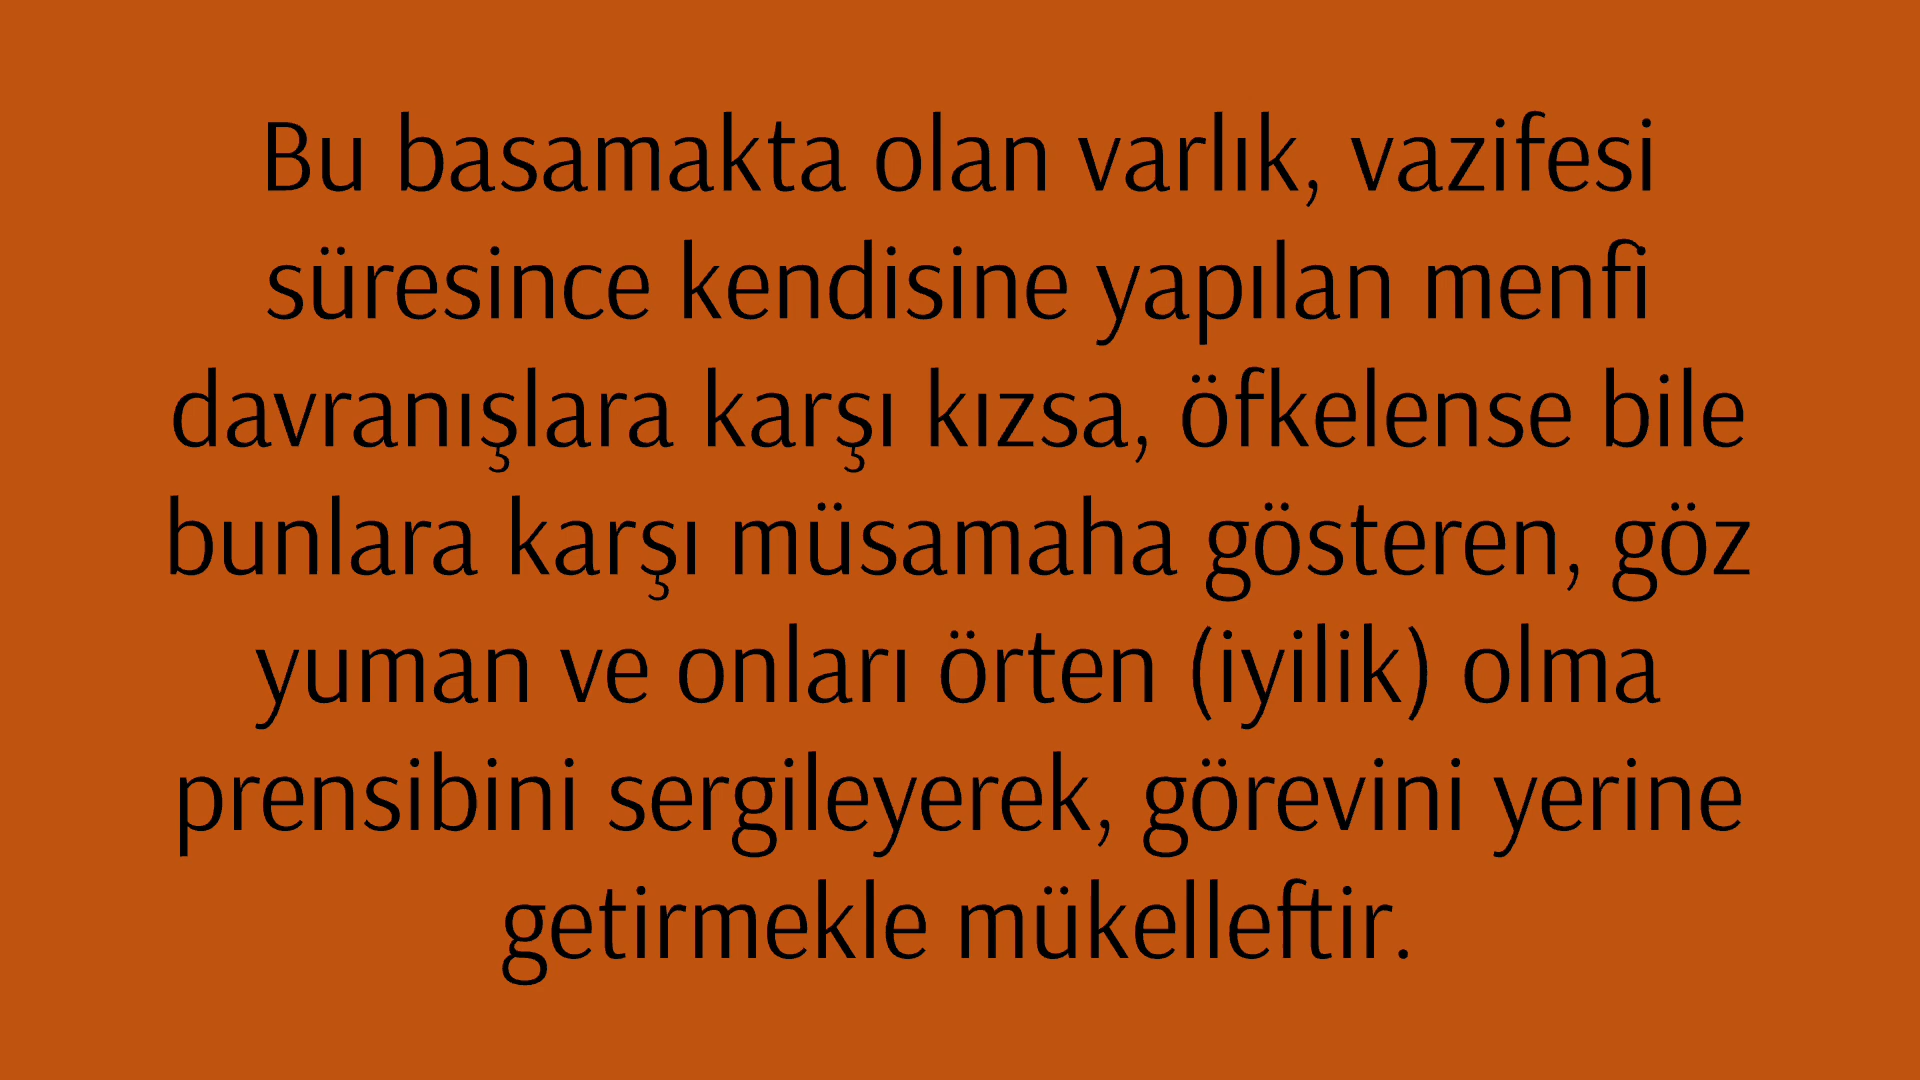 Bu basamakta olan varlık, vazifesi
süresince kendisine yapılan menfi
davranışlara karşı kızsa, öfkelense bile
bunlara karşı müsamaha gösteren, göz
yuman ve onları örten (iyilik) olma
prensibini sergileyerek, görevini yerine
getirmekle mükelleftir.